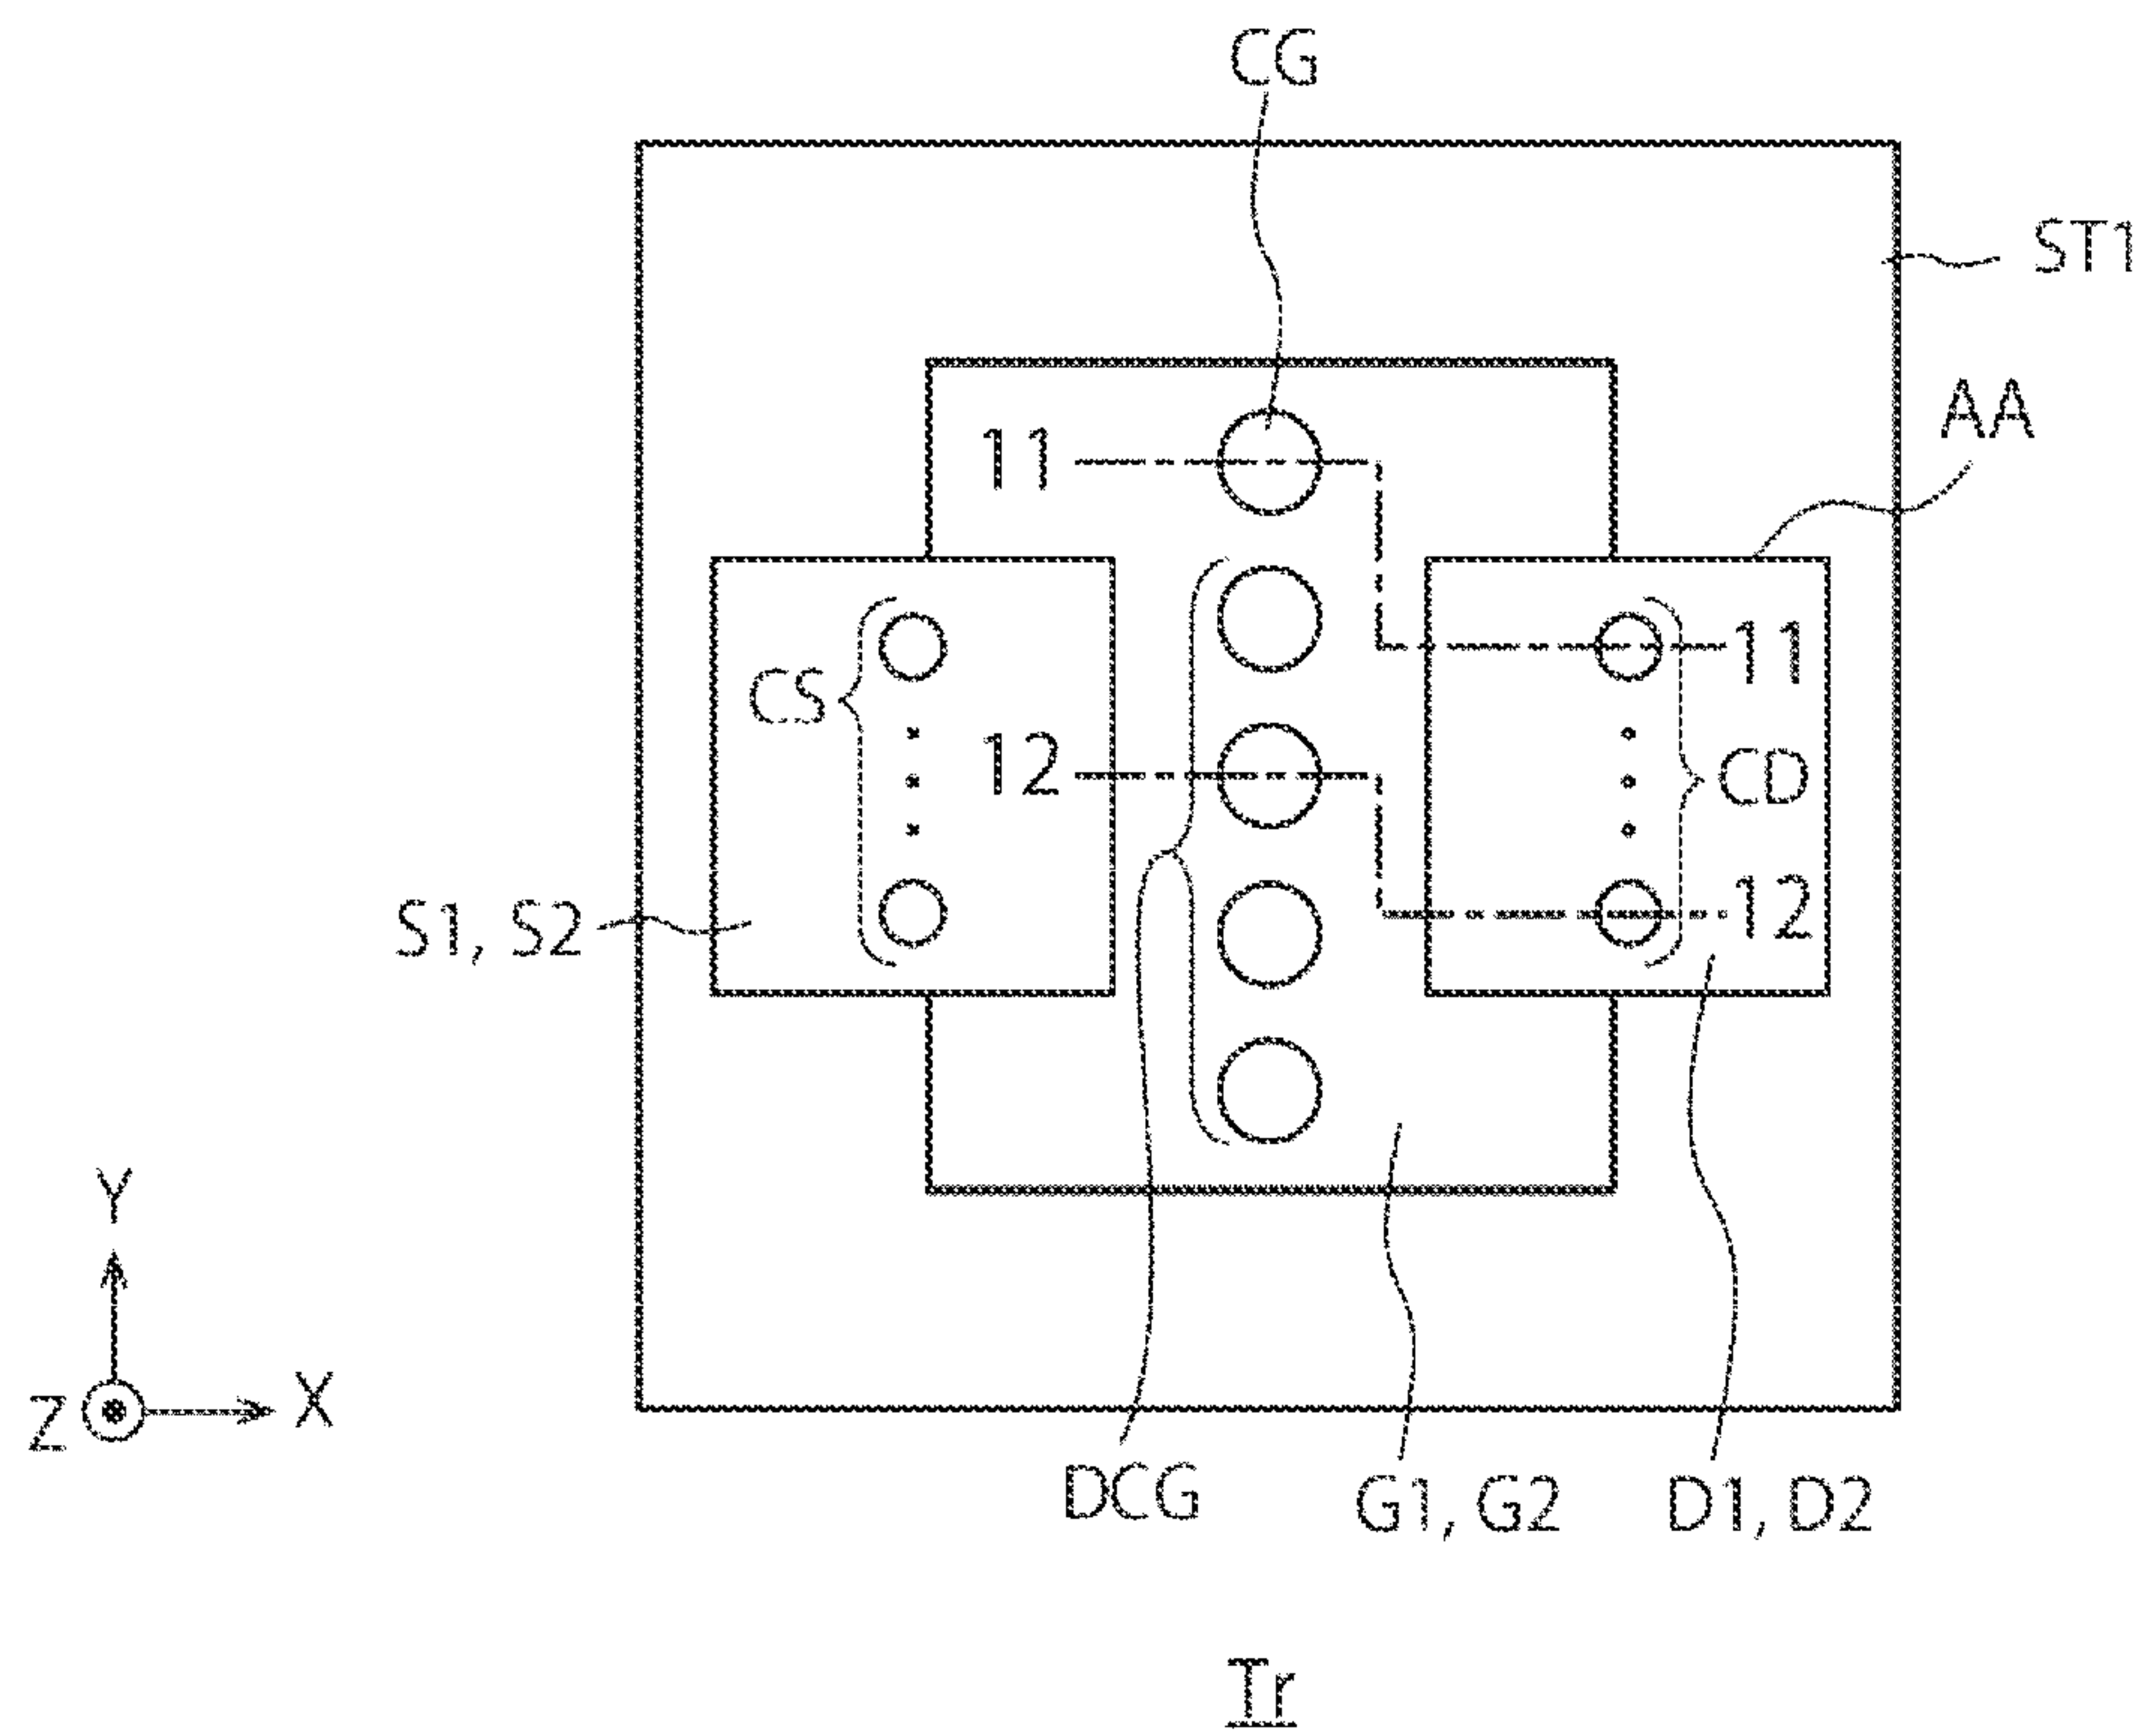 CG
ST1
AA
11
11
CS
12
CD
12
S1, S2
Y
Z
X
DCG
G1, G2
D1, D2
Tr